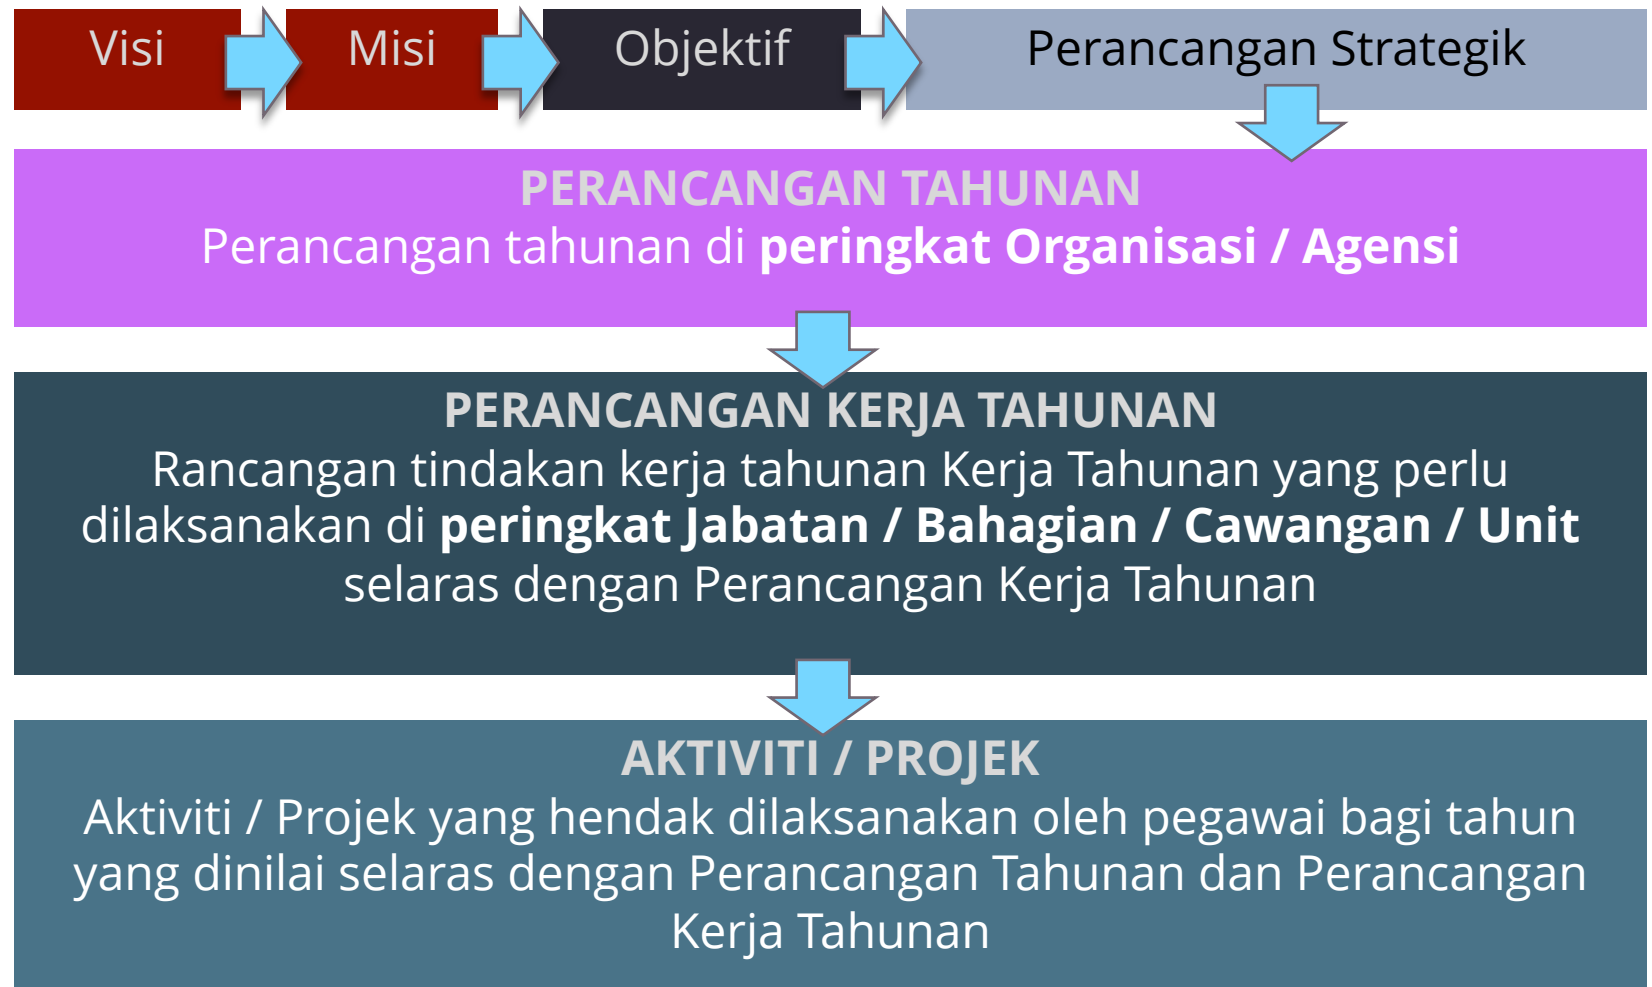 Visi
Misi
Objektif
Perancangan Strategik
PERANCANGAN TAHUNAN
Perancangan tahunan di peringkat Organisasi / Agensi
PERANCANGAN KERJA TAHUNAN
Rancangan tindakan kerja tahunan Kerja Tahunan yang perlu
dilaksanakan di peringkat Jabatan / Bahagian / Cawangan / Unit
selaras dengan Perancangan Kerja Tahunan
AKTIVITI / PROJEK
Aktiviti / Projek yang hendak dilaksanakan oleh pegawai bagi tahun
yang dinilai selaras dengan Perancangan Tahunan dan Perancangan
Kerja Tahunan